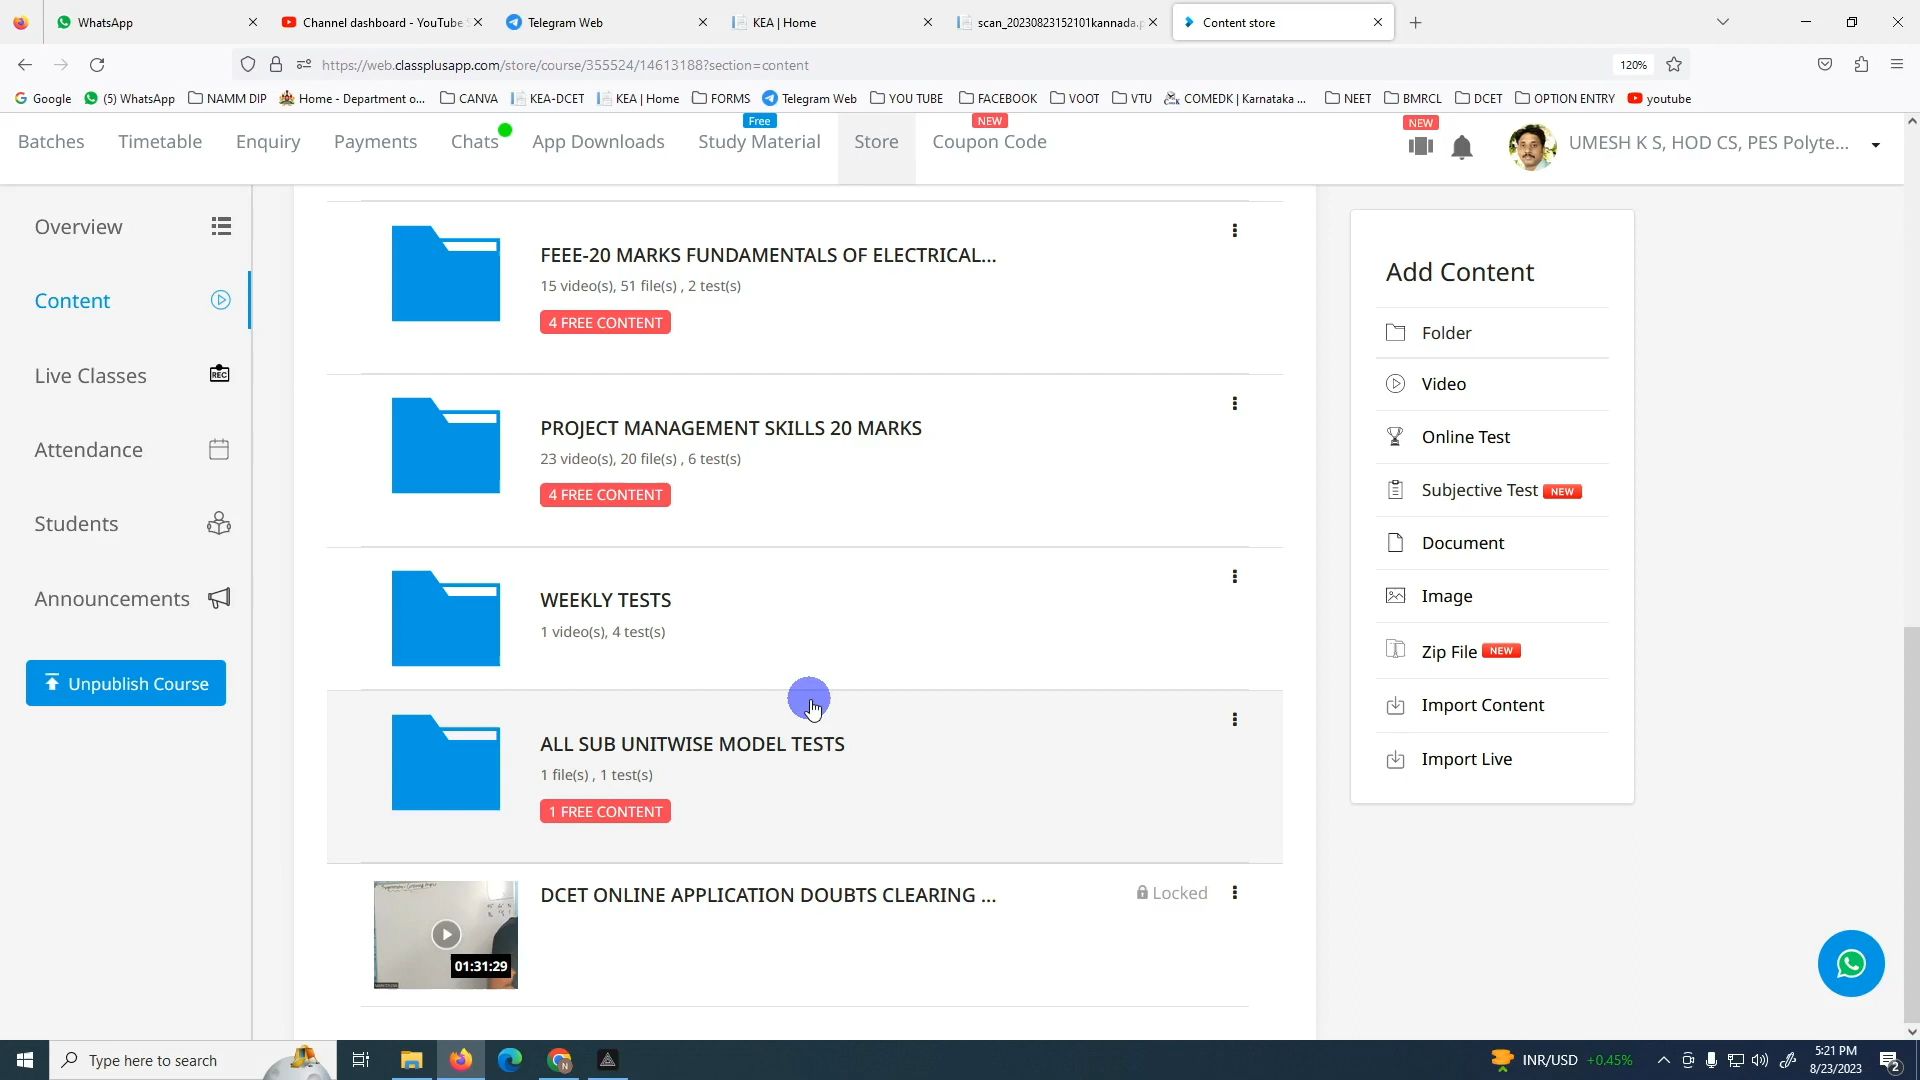 WhatsApp
Channel dashboard - YouTube S
Telegram Web
KEA | Home
scan_20230823152101kannada.p
Content store
https://web.classplusapp.com/store/course/355524/14613188?section=content
120%
Google
(5) WhatsApp
NAMM DIP
Home - Department o...
CANVA
KEA-DCET
KEA | Home
FORMS
Telegram Web
YOU TUBE
FACEBOOK
VOOT
VTU
COMEDK | Karnataka ...
NEET
BMRCL
DCET
OPTION ENTRY
youtube
Batches
Timetable
Enquiry
Payments
Chats
App Downloads
Free
Study Material
Store
NEW
Coupon Code
NEW
UMESH K S, HOD CS, PES Polyte...
Overview
Content
Live Classes
REC
Attendance
Students
Announcements
Unpublish Course
FEEE-20 MARKS FUNDAMENTALS OF ELECTRICAL...
15 video(s), 51 file(s) , 2 test(s)
4 FREE CONTENT
PROJECT MANAGEMENT SKILLS 20 MARKS
23 video(s), 20 file(s) , 6 test(s)
4 FREE CONTENT
WEEKLY TESTS
1 video(s), 4 test(s)
ALL SUB UNITWISE MODEL TESTS
1 file(s) , 1 test(s)
1 FREE CONTENT
DCET ONLINE APPLICATION DOUBTS CLEARING ...
Locked
01:31:29
Add Content
Folder
Video
Online Test
Subjective Test NEW
Document
Image
Zip File NEW
Import Content
Import Live
Type here to search
INR/USD +0.45%
5:21 PM
8/23/2023
2